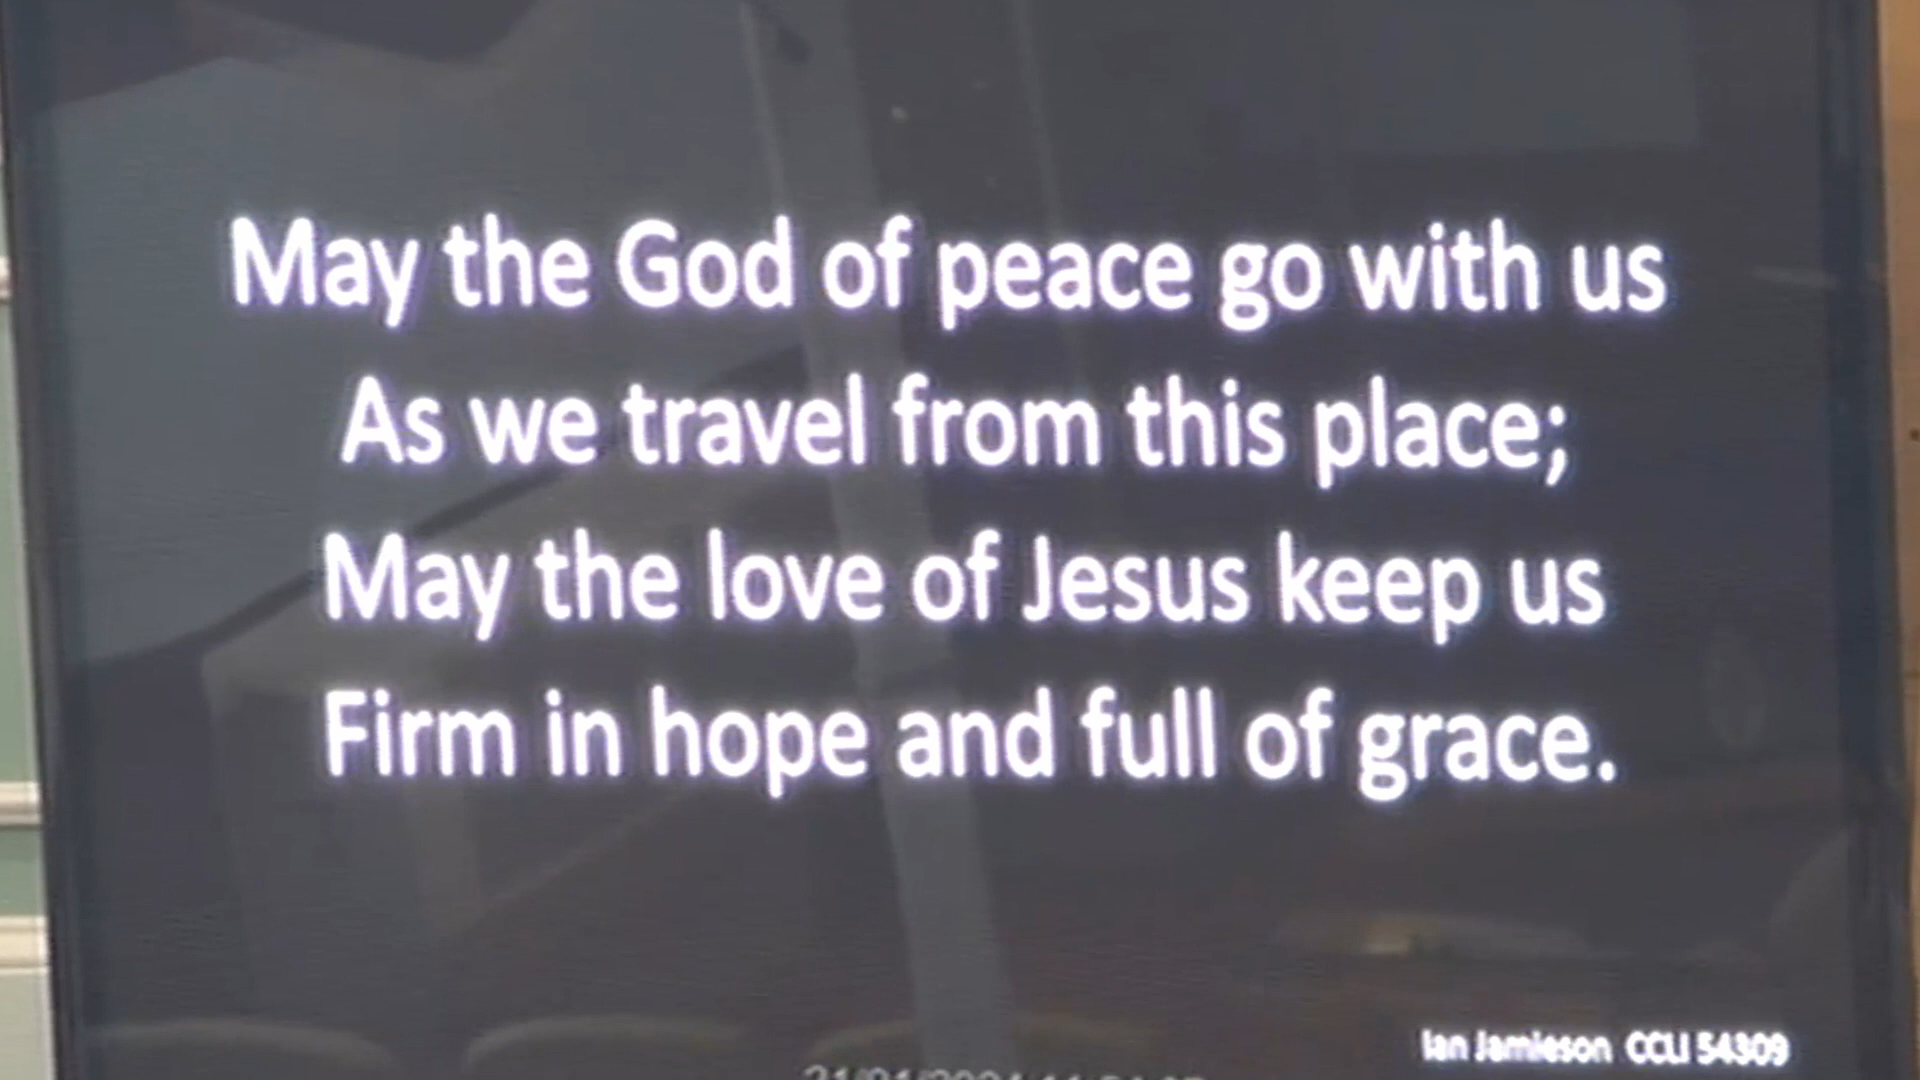 May the God of peace go with us
As we travel from this place;
May the love of Jesus keep us
Firm in hope and full of grace.
Ian Jamieson CCLI 54309